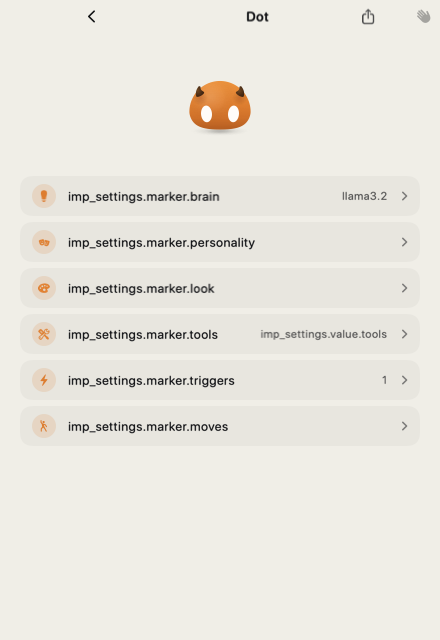 Dot
imp_settings.marker.brain llama3.2
imp_settings.marker.personality
imp_settings.marker.look
imp_settings.marker.tools imp_settings.value.tools
imp_settings.marker.triggers 1
imp_settings.marker.moves